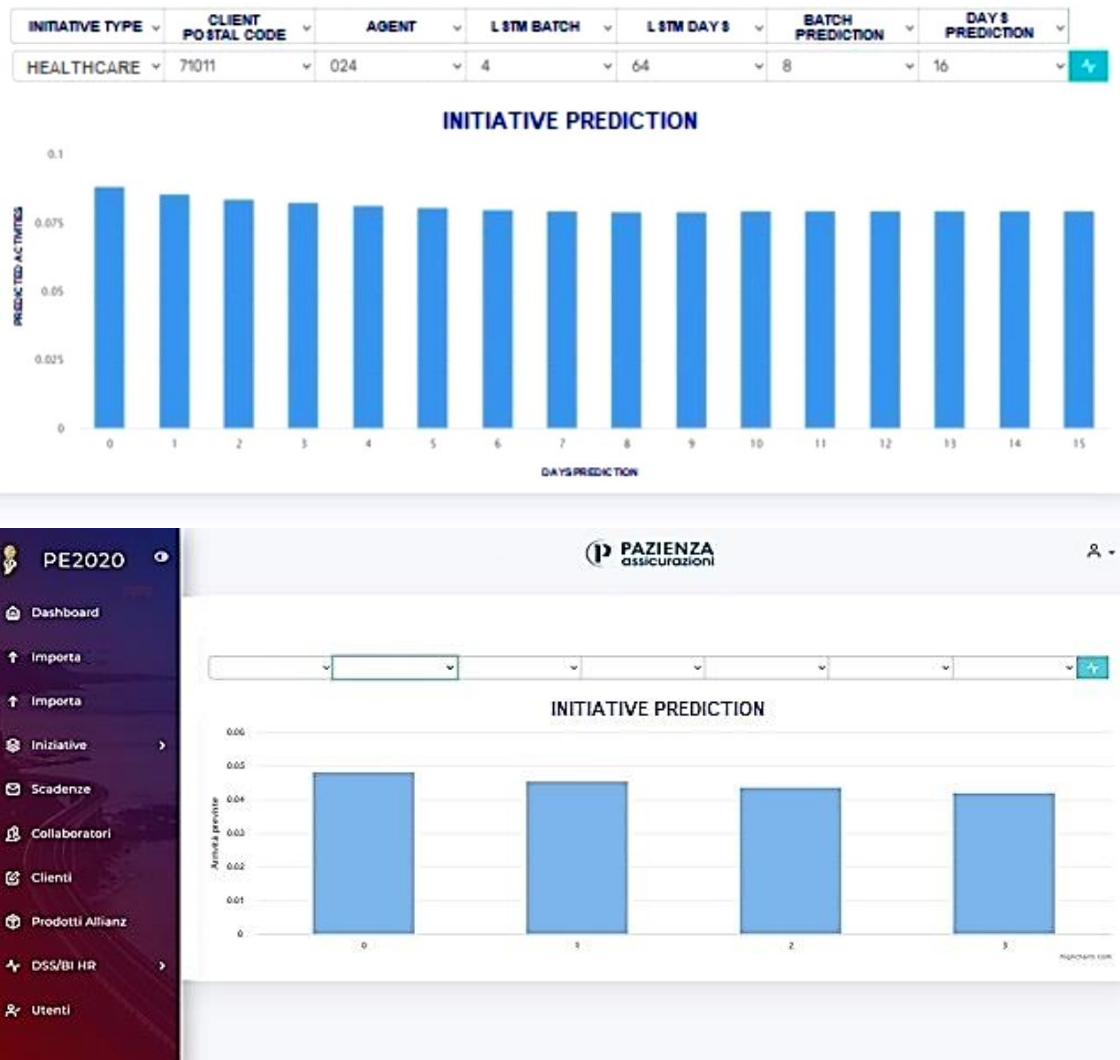 INITIATIVE TYPE CLIENT POSTAL CODE AGENT LSTM BATCH LSTM DAYS BATCH PREDICTION DAYS PREDICTION
HEALTHCARE 71011 024 4 64 8 16
INITIATIVE PREDICTION
0.1
0.075
0.05
0.025
0
PREDICTED ACTIVITIES
0 1 2 3 4 5 6 7 8 9 10 11 12 13 14 15
DAYS PREDICTION
PE2020
PAZIENZA
assicurazioni
Dashboard
Importa
Importa
Iniziative
Scadenze
Collaboratori
Clienti
Prodotti Allianz
DSS/BI HR
Utenti
INITIATIVE PREDICTION
0.06
0.05
0.04
0.03
0.02
0.01
0
Attività previste
0 1 2 3
Highcharts.com